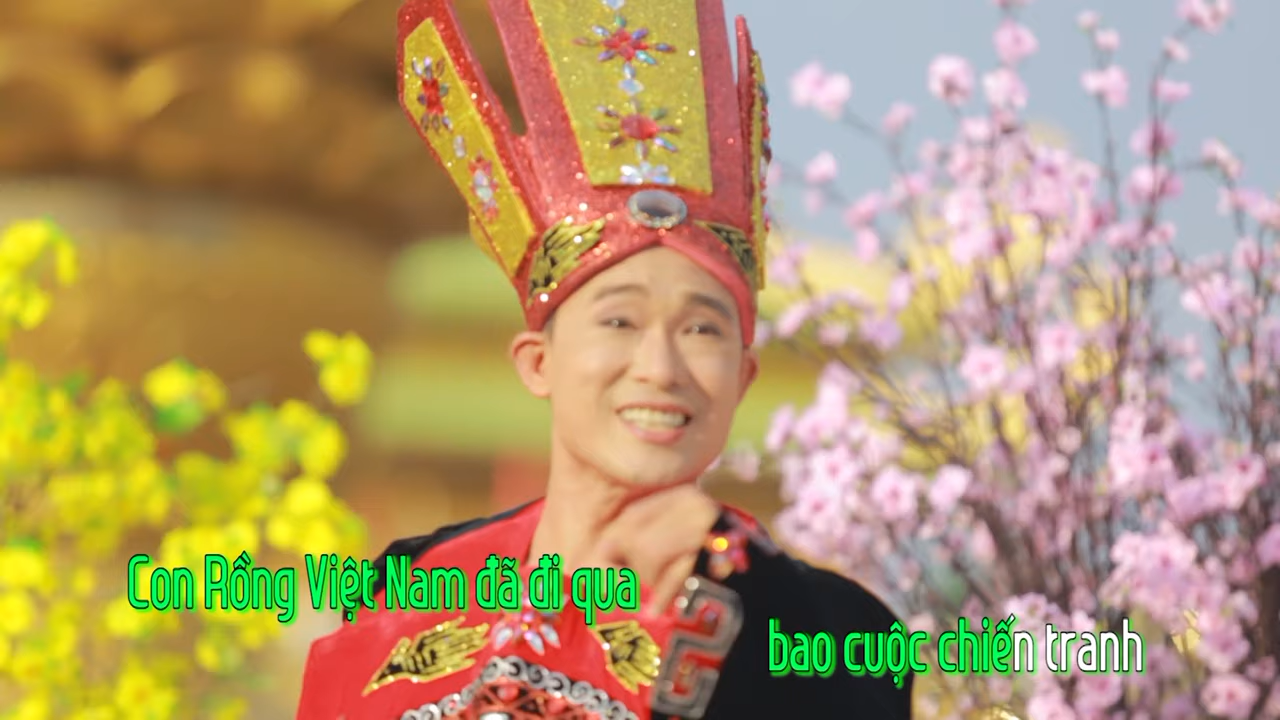 Con Rồng Việt Nam đã đi qua
bao cuộc chiến tranh